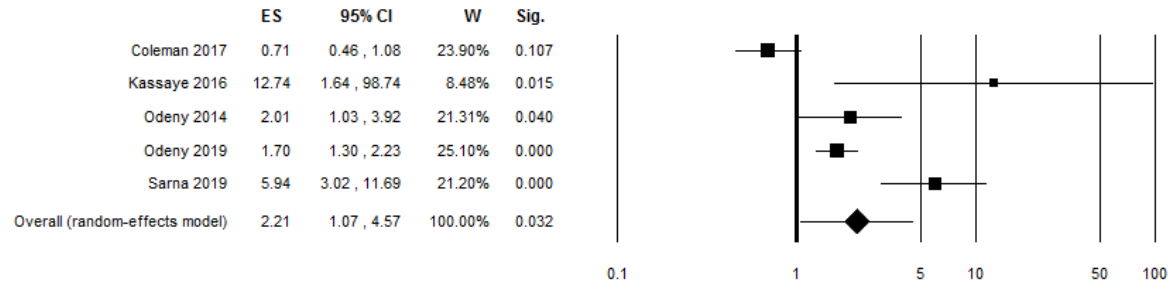 ES 95% CI W Sig.
Coleman 2017 0.71 0.46 , 1.08 23.90% 0.107
Kassaye 2016 12.74 1.64 , 98.74 8.48% 0.015
Odeny 2014 2.01 1.03 , 3.92 21.31% 0.040
Odeny 2019 1.70 1.30 , 2.23 25.10% 0.000
Sarna 2019 5.94 3.02 , 11.69 21.20% 0.000
Overall (random-effects model) 2.21 1.07 , 4.57 100.00% 0.032
0.1 1 5 10 50 100